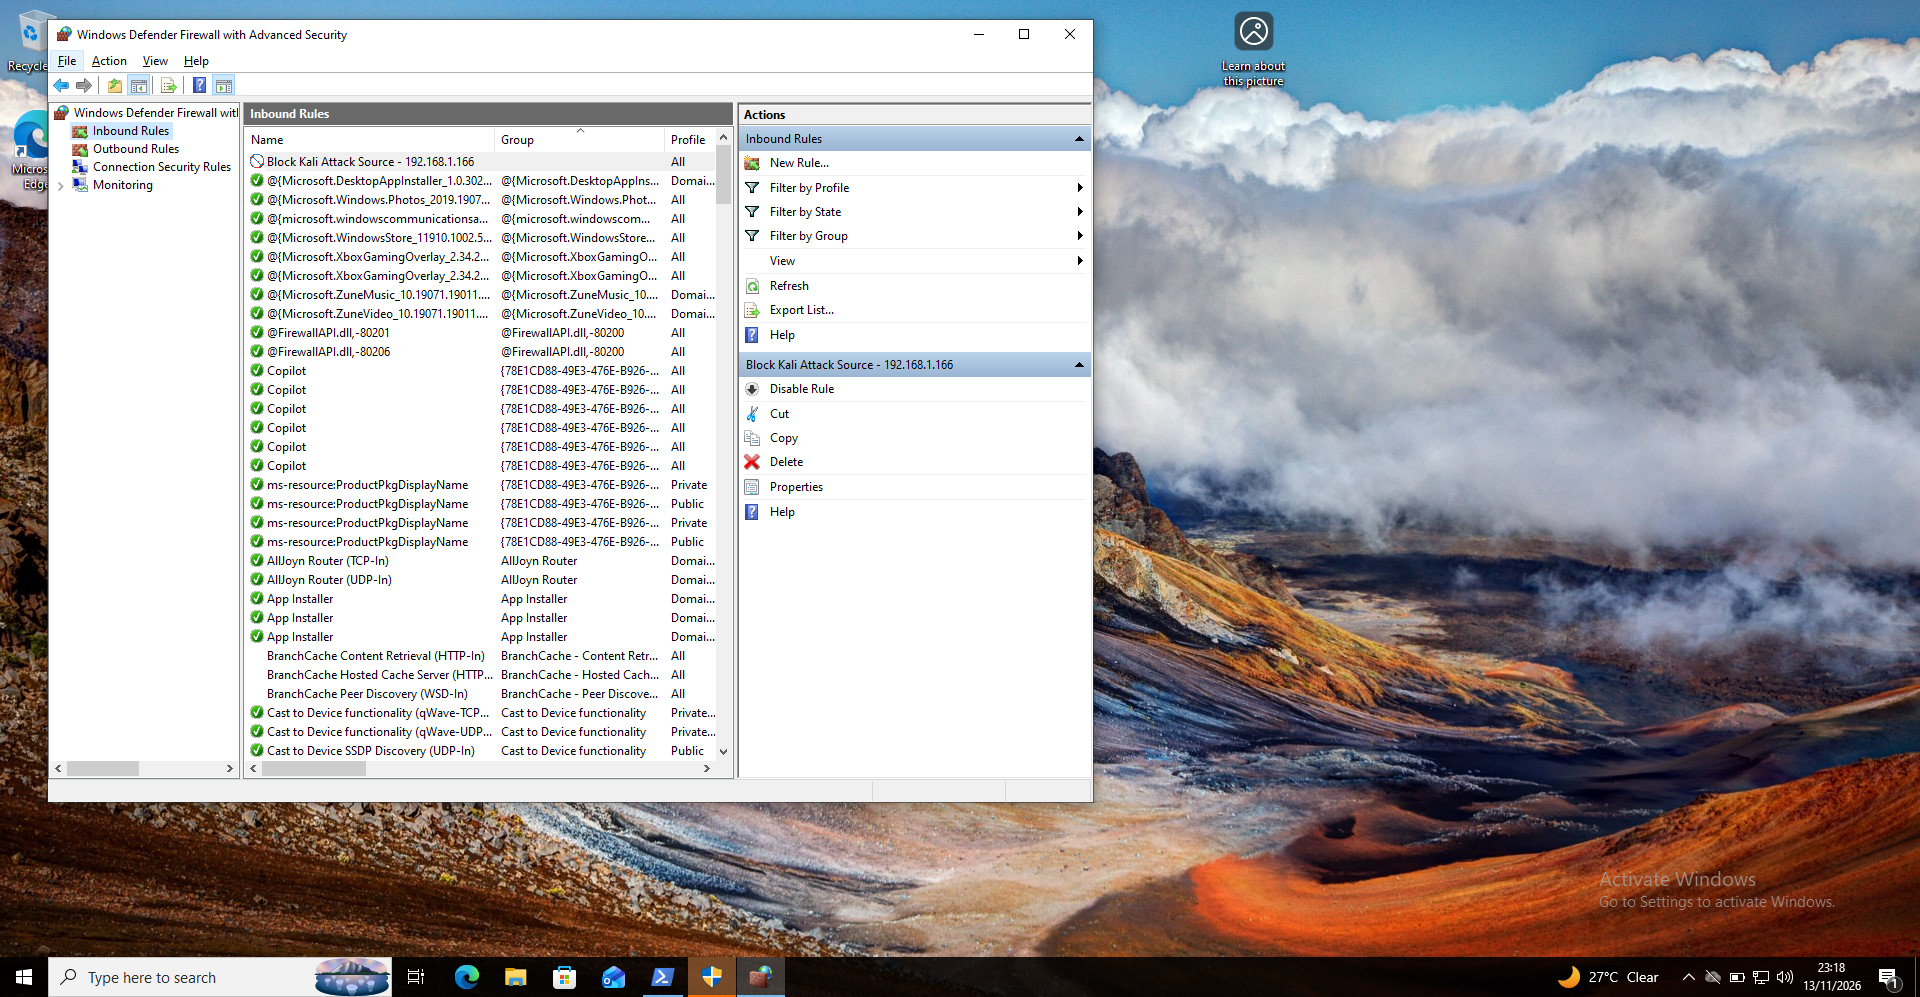 Recycle
Micros
Edge
Learn about
this picture
Windows Defender Firewall with Advanced Security
File Action View Help
Windows Defender Firewall with
Inbound Rules
Outbound Rules
Connection Security Rules
Monitoring
Inbound Rules
Name Group Profile
Block Kali Attack Source - 192.168.1.166 All
@{Microsoft.DesktopAppInstaller_1.0.302... @{Microsoft.DesktopAppIns... Domai...
@{Microsoft.Windows.Photos_2019.1907... @{Microsoft.Windows.Phot... All
@{microsoft.windowscommunicationsa... @{microsoft.windowscom... All
@{Microsoft.WindowsStore_11910.1002.5... @{Microsoft.WindowsStore... All
@{Microsoft.XboxGamingOverlay_2.34.2... @{Microsoft.XboxGamingO... All
@{Microsoft.XboxGamingOverlay_2.34.2... @{Microsoft.XboxGamingO... All
@{Microsoft.ZuneMusic_10.19071.19011.... @{Microsoft.ZuneMusic_10.... Domai...
@{Microsoft.ZuneVideo_10.19071.19011.... @{Microsoft.ZuneVideo_10.... Domai...
@FirewallAPI.dll,-80201 @FirewallAPI.dll,-80200 All
@FirewallAPI.dll,-80206 @FirewallAPI.dll,-80200 All
Copilot {78E1CD88-49E3-476E-B926-... All
Copilot {78E1CD88-49E3-476E-B926-... All
Copilot {78E1CD88-49E3-476E-B926-... All
Copilot {78E1CD88-49E3-476E-B926-... All
Copilot {78E1CD88-49E3-476E-B926-... All
Copilot {78E1CD88-49E3-476E-B926-... All
ms-resource:ProductPkgDisplayName {78E1CD88-49E3-476E-B926-... Private
ms-resource:ProductPkgDisplayName {78E1CD88-49E3-476E-B926-... Public
ms-resource:ProductPkgDisplayName {78E1CD88-49E3-476E-B926-... Private
ms-resource:ProductPkgDisplayName {78E1CD88-49E3-476E-B926-... Public
AllJoyn Router (TCP-In) AllJoyn Router Domai...
AllJoyn Router (UDP-In) AllJoyn Router Domai...
App Installer App Installer Domai...
App Installer App Installer Domai...
App Installer App Installer Domai...
BranchCache Content Retrieval (HTTP-In) BranchCache - Content Retr... All
BranchCache Hosted Cache Server (HTTP... BranchCache - Hosted Cach... All
BranchCache Peer Discovery (WSD-In) BranchCache - Peer Discove... All
Cast to Device functionality (qWave-TCP... Cast to Device functionality Private...
Cast to Device functionality (qWave-UDP... Cast to Device functionality Private...
Cast to Device SSDP Discovery (UDP-In) Cast to Device functionality Public
Actions
Inbound Rules
New Rule...
Filter by Profile
Filter by State
Filter by Group
View
Refresh
Export List...
Help
Block Kali Attack Source - 192.168.1.166
Disable Rule
Cut
Copy
Delete
Properties
Help
Activate Windows
Go to Settings to activate Windows.
Type here to search
27°C Clear
23:18
13/11/2026
1